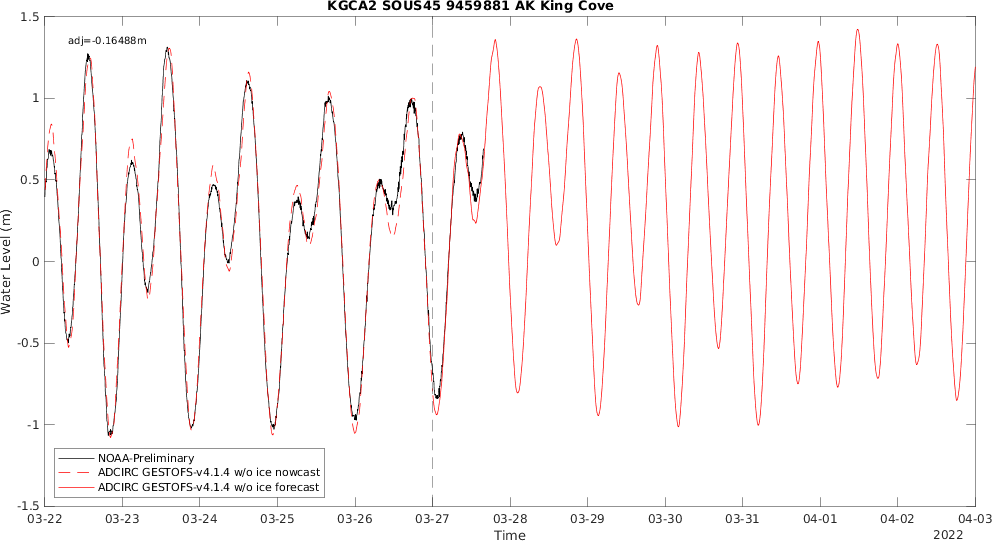 KGCA2 SOUS45 9459881 AK King Cove
adj=-0.16488m
1.5
1
0.5
0
-0.5
-1
-1.5
Water Level (m)
NOAA-Preliminary
ADCIRC GESTOFS-v4.1.4 w/o ice nowcast
ADCIRC GESTOFS-v4.1.4 w/o ice forecast
03-22 03-23 03-24 03-25 03-26 03-27 03-28 03-29 03-30 03-31 04-01 04-02 04-03
Time
2022